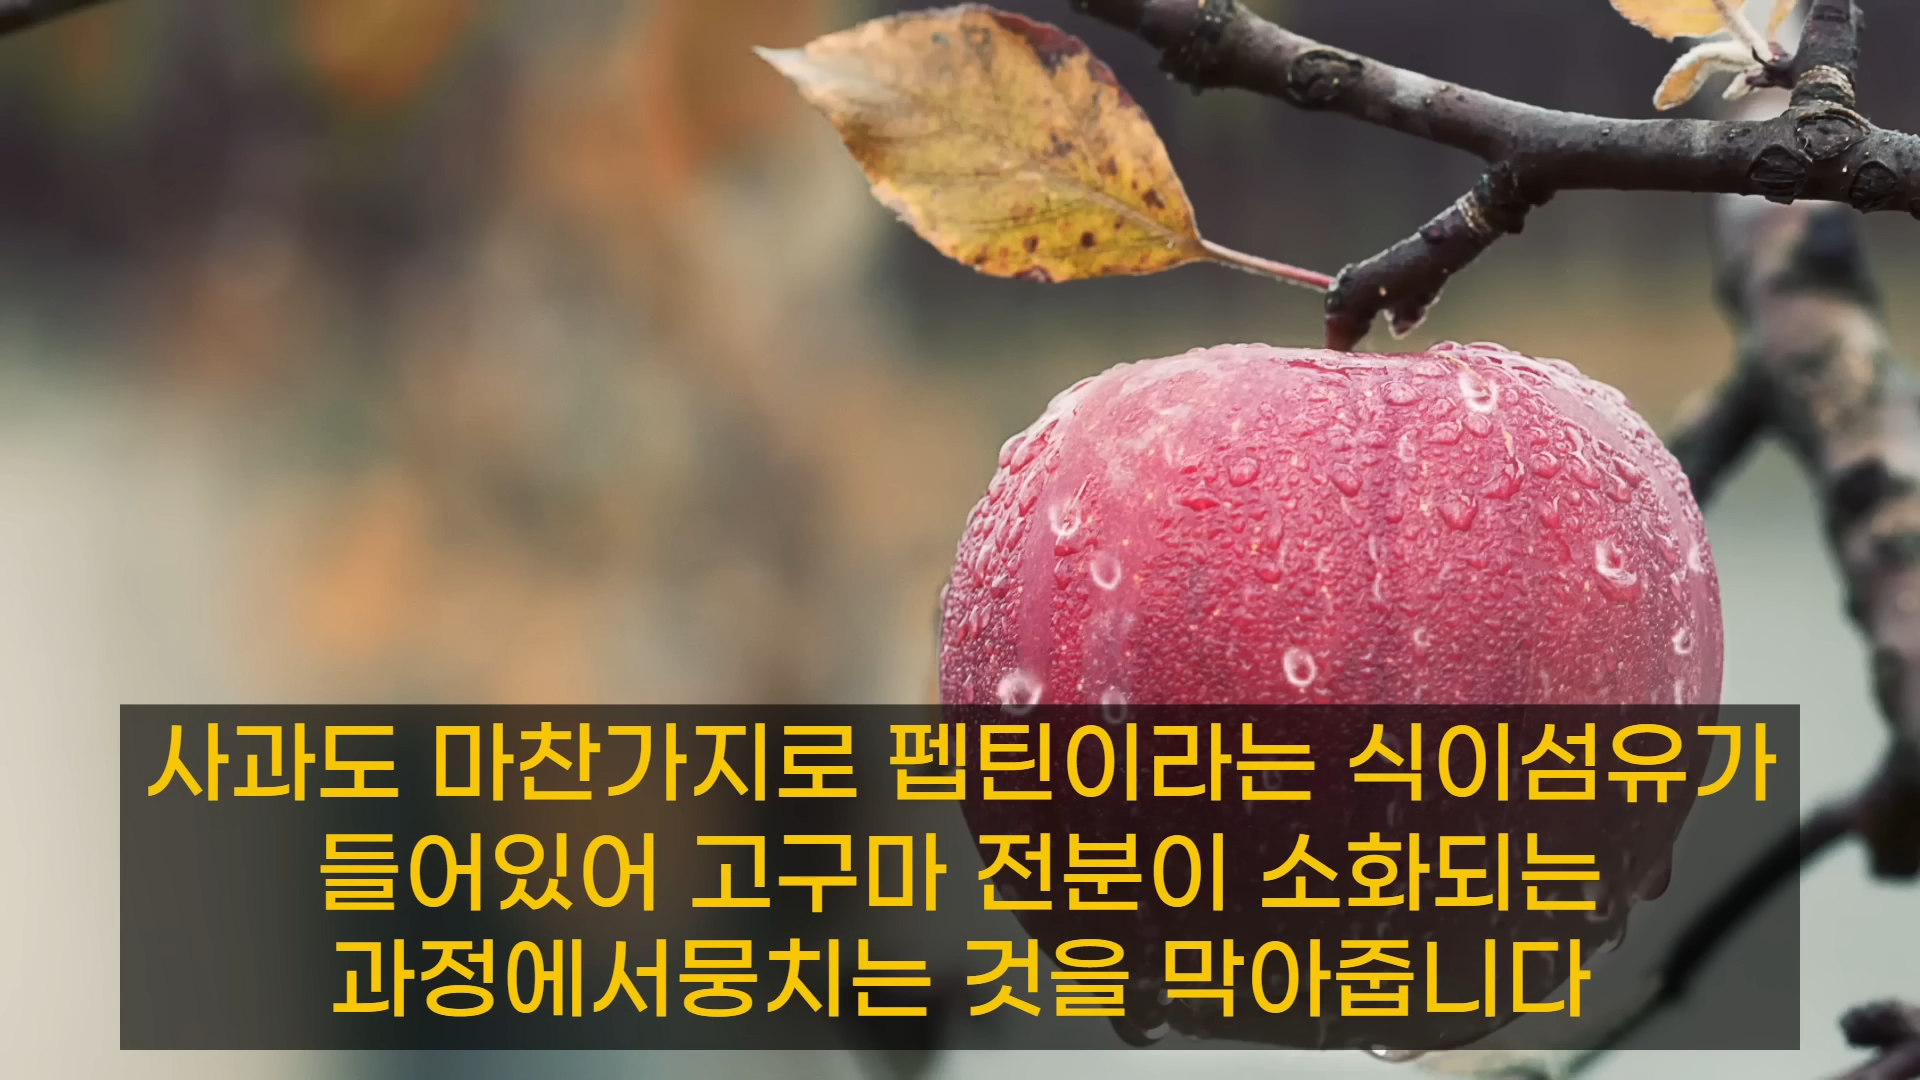 사과도 마찬가지로 펩틴이라는 식이섬유가
들어있어 고구마 전분이 소화되는
과정에서뭉치는 것을 막아줍니다